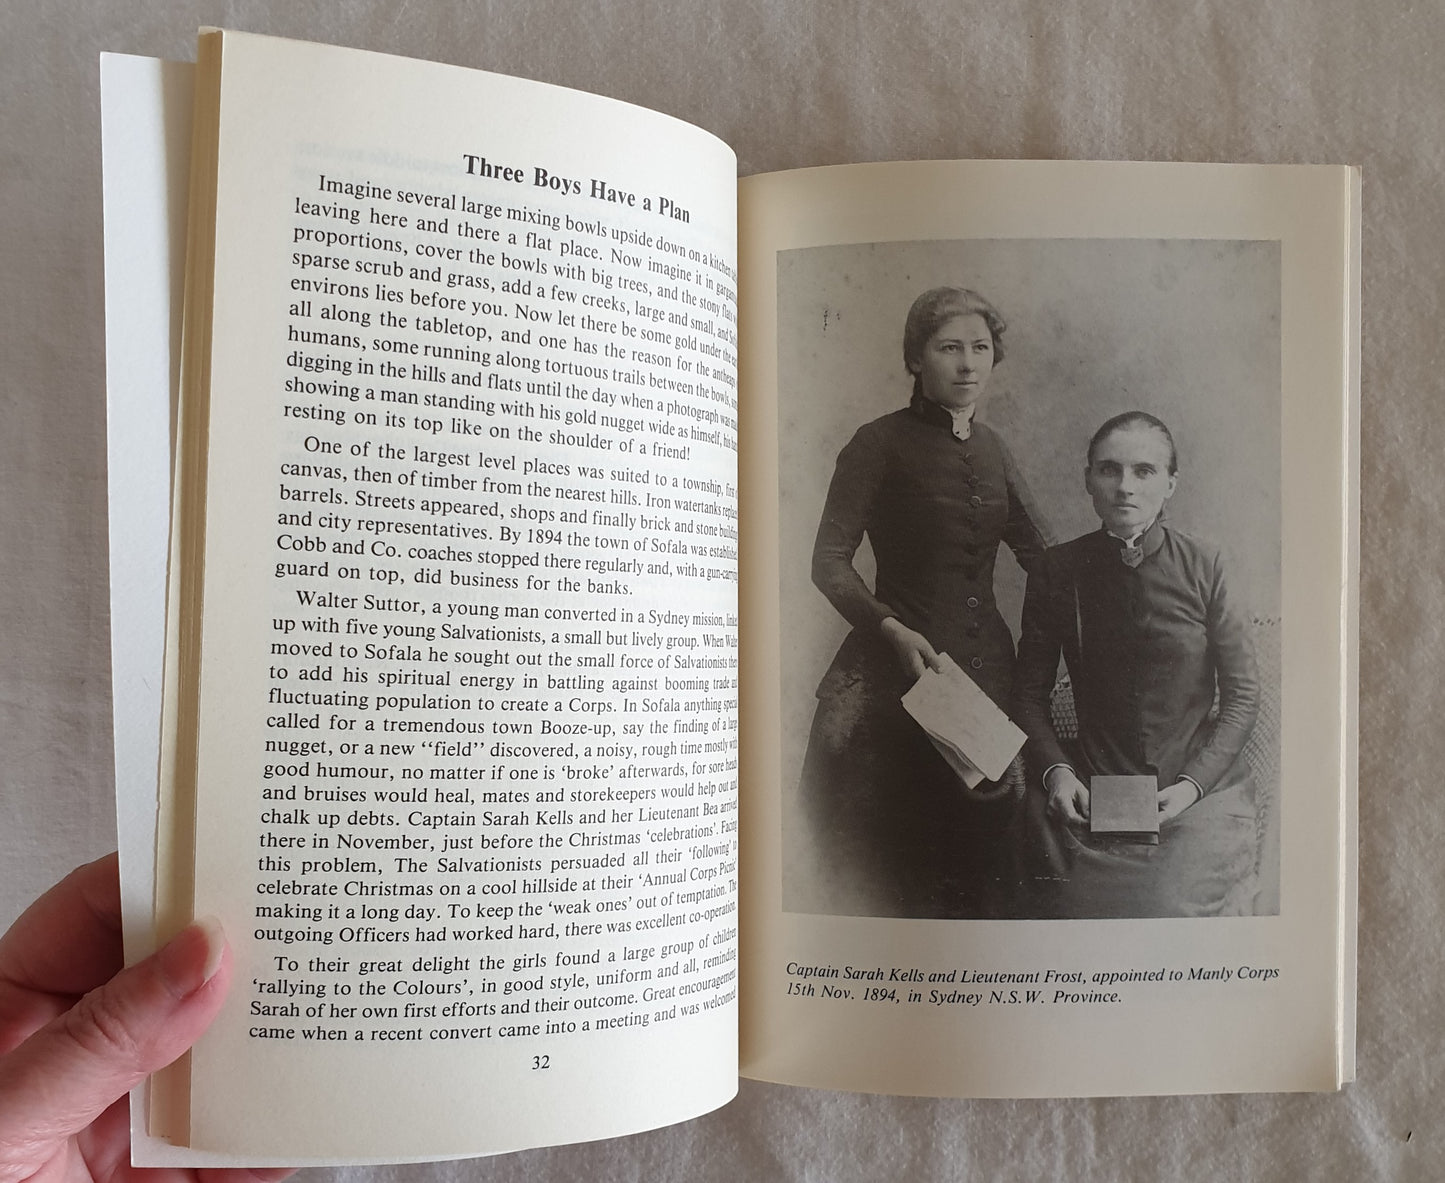 Three Boys Have a Plan
Imagine several large mixing bowls upside down on a kitchen
leaving here and there a flat place. Now imagine it in
proportions, cover the bowls with big trees, and the stony
sparse scrub and grass, add a few creeks, large and small, and
environs lies before you. Now let there be some gold under the
all along the tabletop, and one has the reason for the
humans, some running along tortuous trails between the bowls,
digging in the hills and flats until the day when a photograph was
showing a man standing with his gold nugget wide as himself, his
resting on its top like on the shoulder of a friend!
One of the largest level places was suited to a township,
canvas, then of timber from the nearest hills. Iron watertanks
barrels. Streets appeared, shops and finally brick and stone
and city representatives. By 1894 the town of Sofala was
Cobb and Co. coaches stopped there regularly and, with a
guard on top, did business for the banks.
Walter Suttor, a young man converted in a Sydney mission,
up with five young Salvationists, a small but lively group. When
moved to Sofala he sought out the small force of Salvationists
to add his spiritual energy in battling against booming trade and
fluctuating population to create a Corps. In Sofala anything special
called for a tremendous town Booze-up, say the finding of a large
nugget, or a new “field” discovered, a noisy, rough time mostly with
good humour, no matter if one is ‘broke’ afterwards, for sore heads
and bruises would heal, mates and storekeepers would help out and
chalk up debts. Captain Sarah Kells and her Lieutenant Bea arrived
there in November, just before the Christmas ‘celebrations’. Facing
this problem, The Salvationists persuaded all their ‘following’ to
celebrate Christmas on a cool hillside at their ‘Annual Corps Picnic’
making it a long day. To keep the ‘weak ones’ out of temptation. The
outgoing Officers had worked hard, there was excellent co-operation.
To their great delight the girls found a large group of children
‘rallying to the Colours’, in good style, uniform and all, reminding
Sarah of her own first efforts and their outcome. Great encouragement
came when a recent convert came into a meeting and was welcomed
32
Captain Sarah Kells and Lieutenant Frost, appointed to Manly Corps
15th Nov. 1894, in Sydney N.S.W. Province.